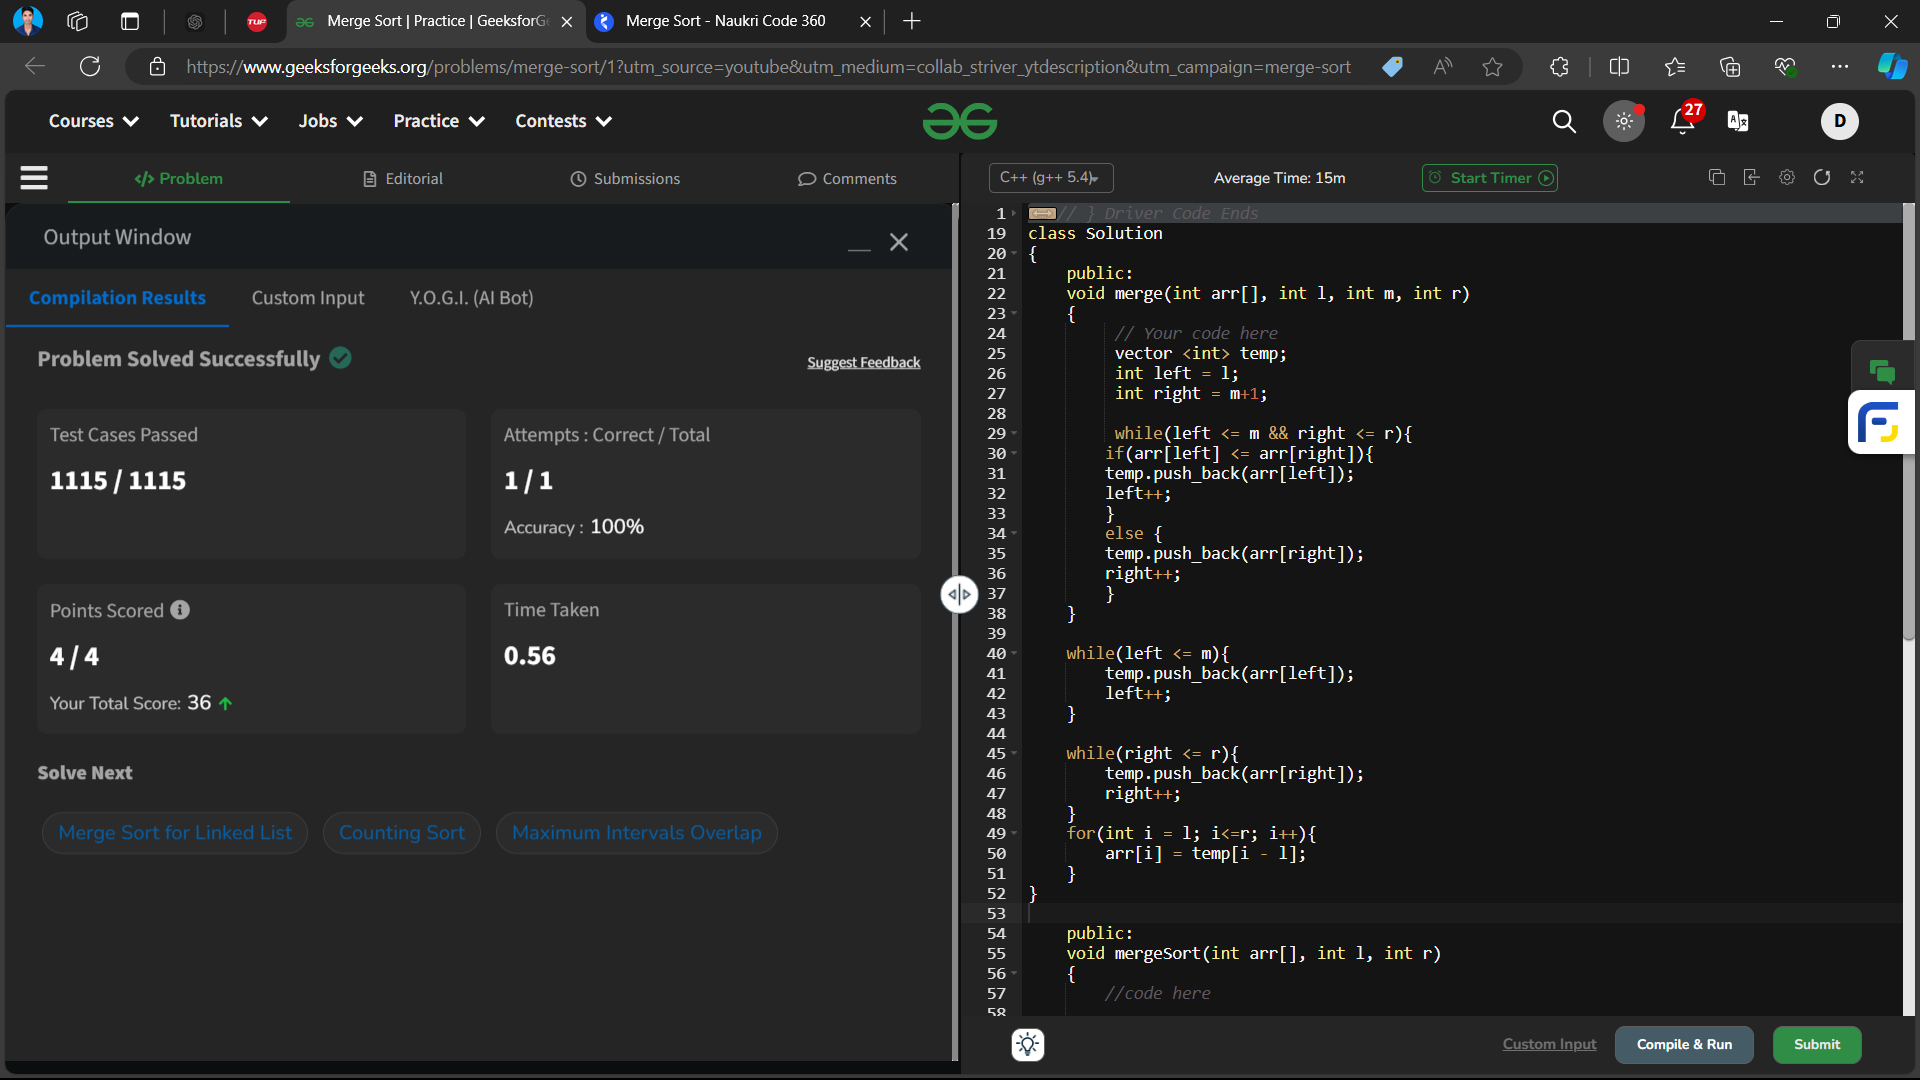 TUF
Merge Sort | Practice | GeeksforGe
Merge Sort - Naukri Code 360
https://www.geeksforgeeks.org/problems/merge-sort/1?utm_source=youtube&utm_medium=collab_striver_ytdescription&utm_campaign=merge-sort
Courses Tutorials Jobs Practice Contests
27
D
</> Problem Editorial Submissions Comments
C++ (g++ 5.4) Average Time: 15m Start Timer
Output Window
Compilation Results Custom Input Y.O.G.I. (AI Bot)
Problem Solved Successfully
Suggest Feedback
Test Cases Passed
1115 / 1115
Attempts : Correct / Total
1 / 1
Accuracy : 100%
Points Scored
4 / 4
Your Total Score: 36
Time Taken
0.56
Solve Next
Merge Sort for Linked List Counting Sort Maximum Intervals Overlap
1 // } Driver Code Ends
19 class Solution
20 {
21 public:
22 void merge(int arr[], int l, int m, int r)
23 {
24 // Your code here
25 vector <int> temp;
26 int left = l;
27 int right = m+1;
28
29 while(left <= m && right <= r){
30 if(arr[left] <= arr[right]){
31 temp.push_back(arr[left]);
32 left++;
33 }
34 else {
35 temp.push_back(arr[right]);
36 right++;
37 }
38 }
39
40 while(left <= m){
41 temp.push_back(arr[left]);
42 left++;
43 }
44
45 while(right <= r){
46 temp.push_back(arr[right]);
47 right++;
48 }
49 for(int i = l; i<=r; i++){
50 arr[i] = temp[i - l];
51 }
52 }
53
54 public:
55 void mergeSort(int arr[], int l, int r)
56 {
57 //code here
58
Custom Input Compile & Run Submit